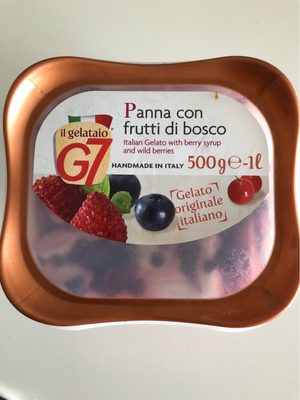 Panna con
frutti di bosco
Italian Gelato with berry syrup
and wild berries
HANDMADE IN ITALY 500g℮-1l
il gelataio
G7
Gelato
originale
italiano